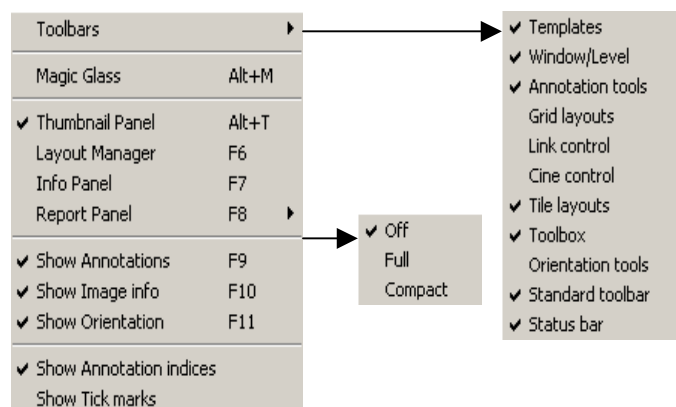 Toolbars
Magic Glass Alt+M
Thumbnail Panel Alt+T
Layout Manager F6
Info Panel F7
Report Panel F8
Show Annotations F9
Show Image info F10
Show Orientation F11
Show Annotation indices
Show Tick marks
Off
Full
Compact
Templates
Window/Level
Annotation tools
Grid layouts
Link control
Cine control
Tile layouts
Toolbox
Orientation tools
Standard toolbar
Status bar